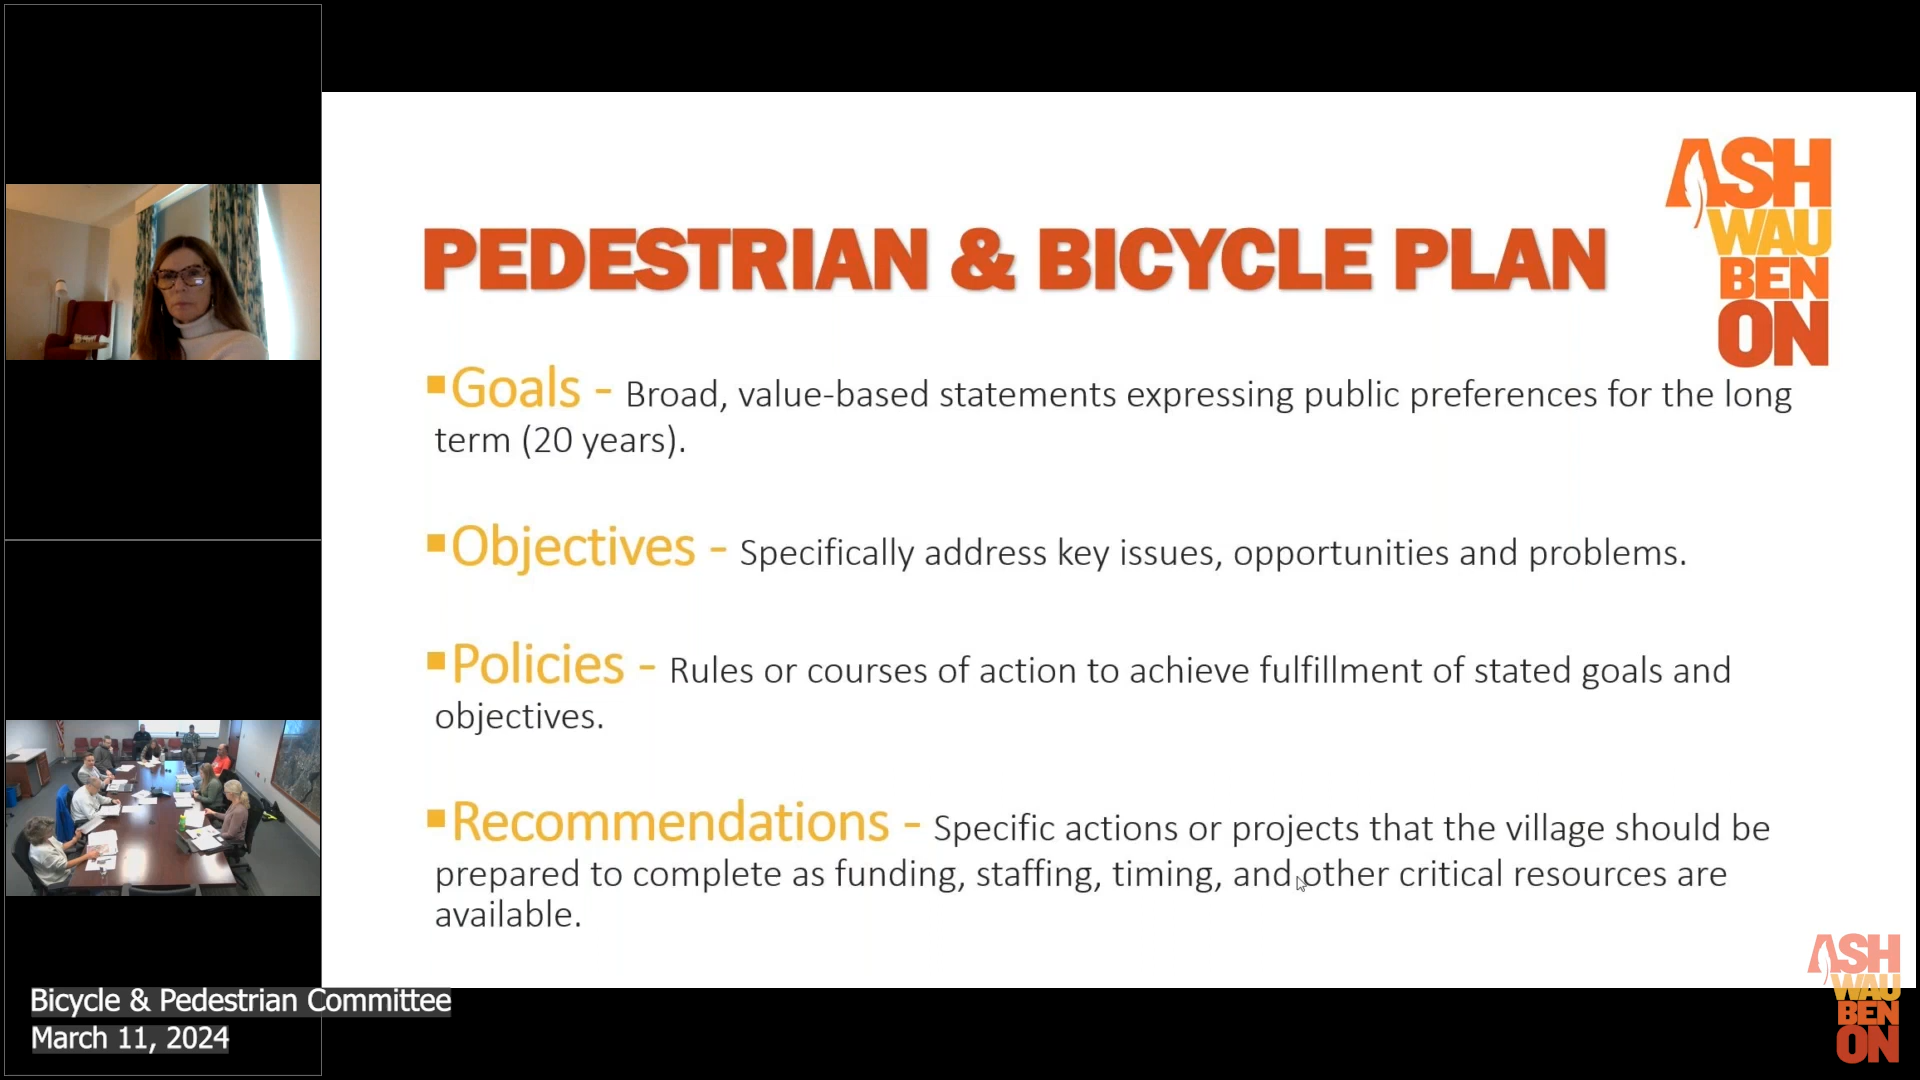 PEDESTRIAN & BICYCLE PLAN
ASH
WAU
BEN
ON
▪Goals - Broad, value-based statements expressing public preferences for the long
term (20 years).
▪Objectives - Specifically address key issues, opportunities and problems.
▪Policies - Rules or courses of action to achieve fulfillment of stated goals and
objectives.
▪Recommendations - Specific actions or projects that the village should be
prepared to complete as funding, staffing, timing, and other critical resources are
available.
Bicycle & Pedestrian Committee
March 11, 2024
ASH
WAU
BEN
ON